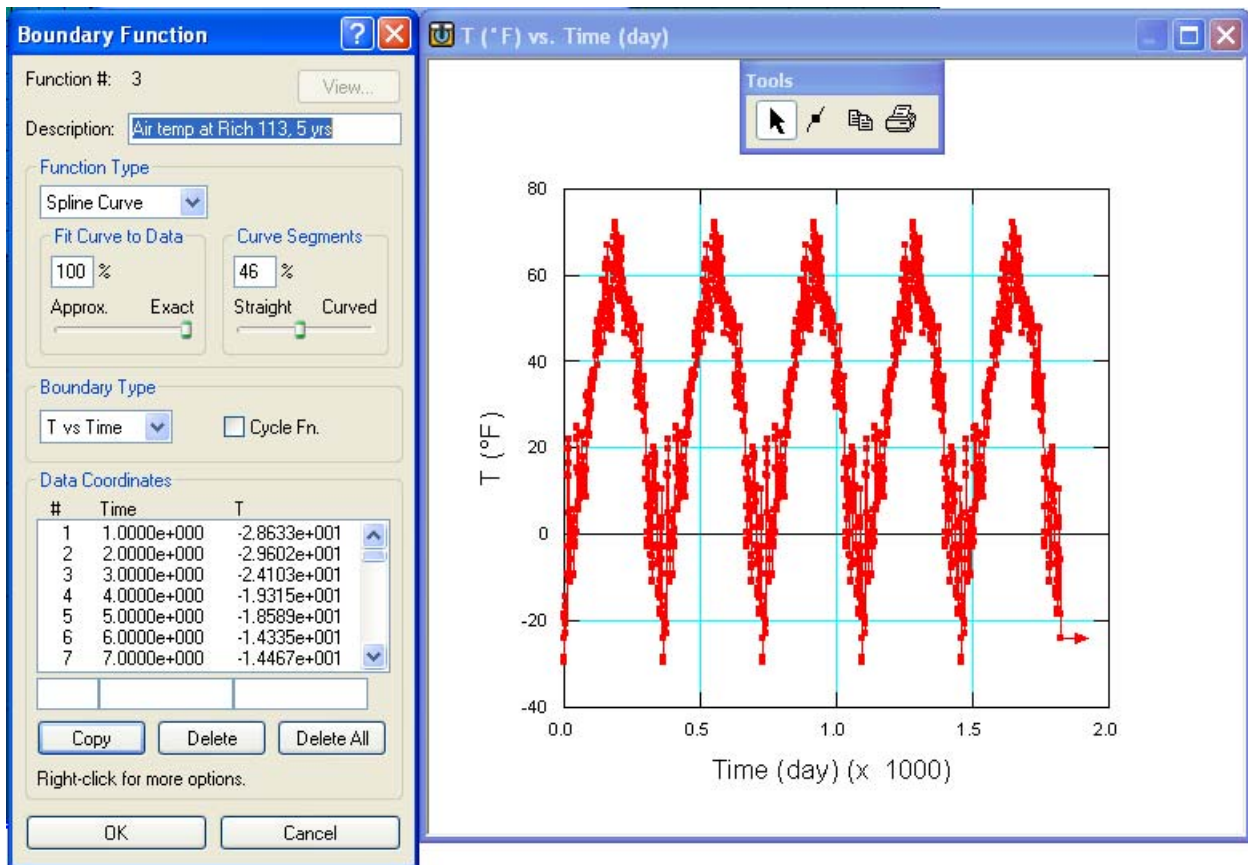 Boundary Function
Function #: 3
View...
Description: Air temp at Rich 113, 5 yrs
Function Type
Spline Curve
Fit Curve to Data
Curve Segments
100 %
46 %
Approx. Exact
Straight Curved
Boundary Type
T vs Time
Cycle Fn.
Data Coordinates
# Time T
1 1.0000e+000 -2.8633e+001
2 2.0000e+000 -2.9602e+001
3 3.0000e+000 -2.4103e+001
4 4.0000e+000 -1.9315e+001
5 5.0000e+000 -1.8589e+001
6 6.0000e+000 -1.4335e+001
7 7.0000e+000 -1.4467e+001
Copy Delete Delete All
Right-click for more options.
OK Cancel
T (°F) vs. Time (day)
Tools
80
60
40
20
0
-20
-40
T (ºF)
0.0 0.5 1.0 1.5 2.0
Time (day) (x 1000)